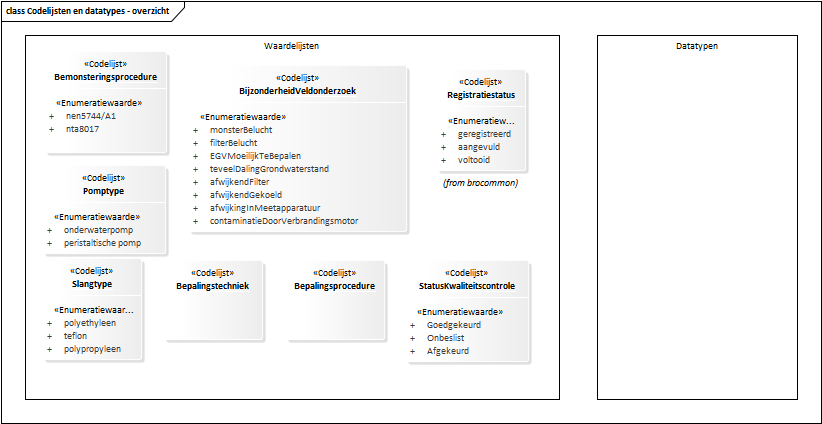 class Codelijsten en datatypes - overzicht
Waardelijsten
«Codelijst»
Bemonsteringsprocedure
«Enumeratiewaarde»
+ nen5744/A1
+ nta8017
«Codelijst»
BijzonderheidVeldonderzoek
«Enumeratiewaarde»
+ monsterBelucht
+ filterBelucht
+ EGVMoeilijkTeBepalen
+ teveelDalingGrondwaterstand
+ afwijkendFilter
+ afwijkendGekoeld
+ afwijkingInMeetapparatuur
+ contaminatieDoorVerbrandingsmotor
«Codelijst»
Registratiestatus
«Enumeratiew...
+ geregistreerd
+ aangevuld
+ voltooid
(from brocommon)
«Codelijst»
Pomptype
«Enumeratiewaarde»
+ onderwaterpomp
+ peristaltische pomp
«Codelijst»
Slangtype
«Enumeratiewaar...
+ polyethyleen
+ teflon
+ polypropyleen
«Codelijst»
Bepalingstechniek
«Codelijst»
Bepalingsprocedure
«Codelijst»
StatusKwaliteitscontrole
«Enumeratiewaarde»
+ Goedgekeurd
+ Onbeslist
+ Afgekeurd
Datatypen